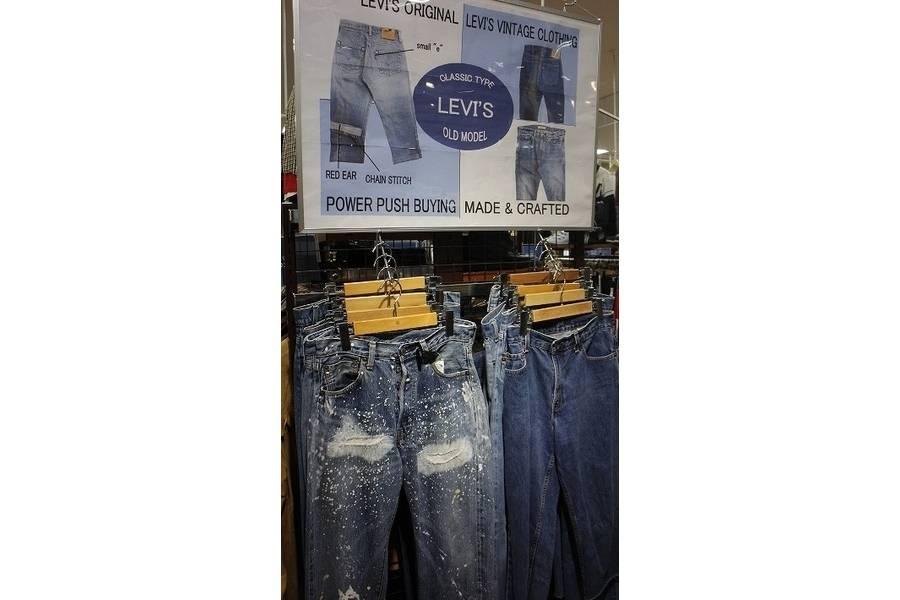 LEVI'S ORIGINAL
LEVI'S VINTAGE CLOTHING
small "e"
CLASSIC TYPE
LEVI'S
OLD MODEL
RED EAR
CHAIN STITCH
POWER PUSH BUYING
MADE & CRAFTED